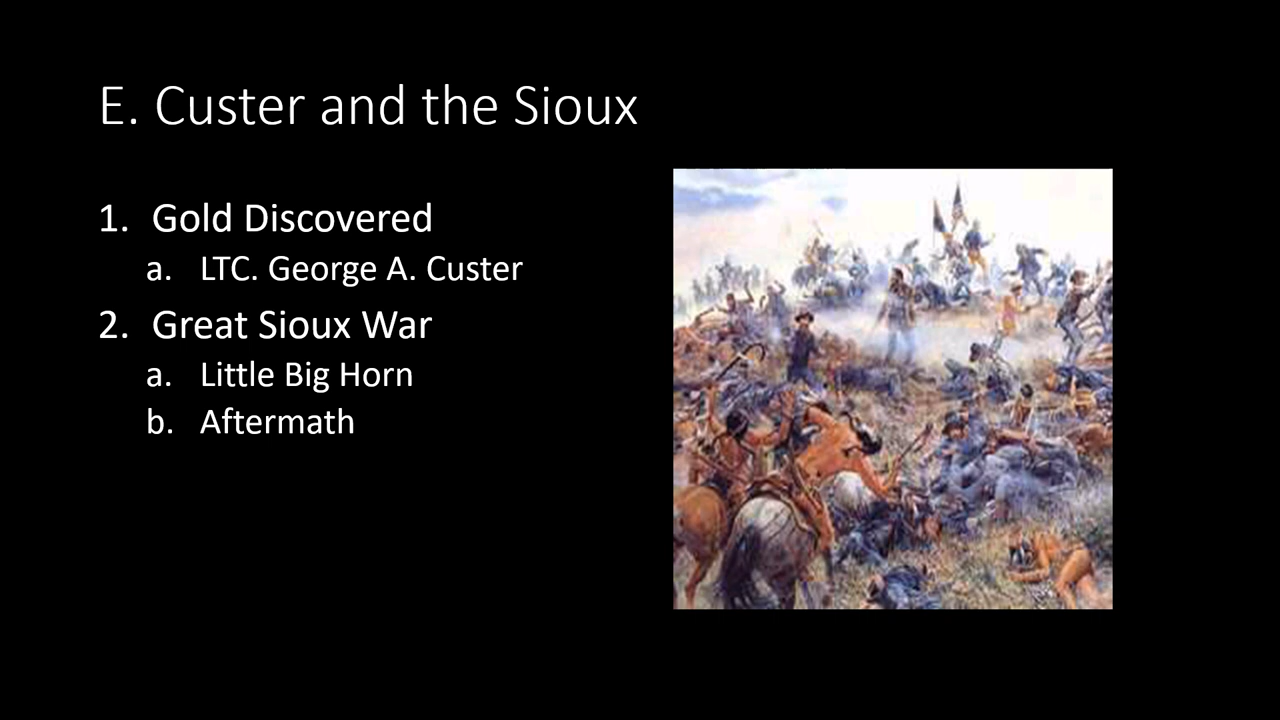 E. Custer and the Sioux
1. Gold Discovered
a. LTC. George A. Custer
2. Great Sioux War
a. Little Big Horn
b. Aftermath